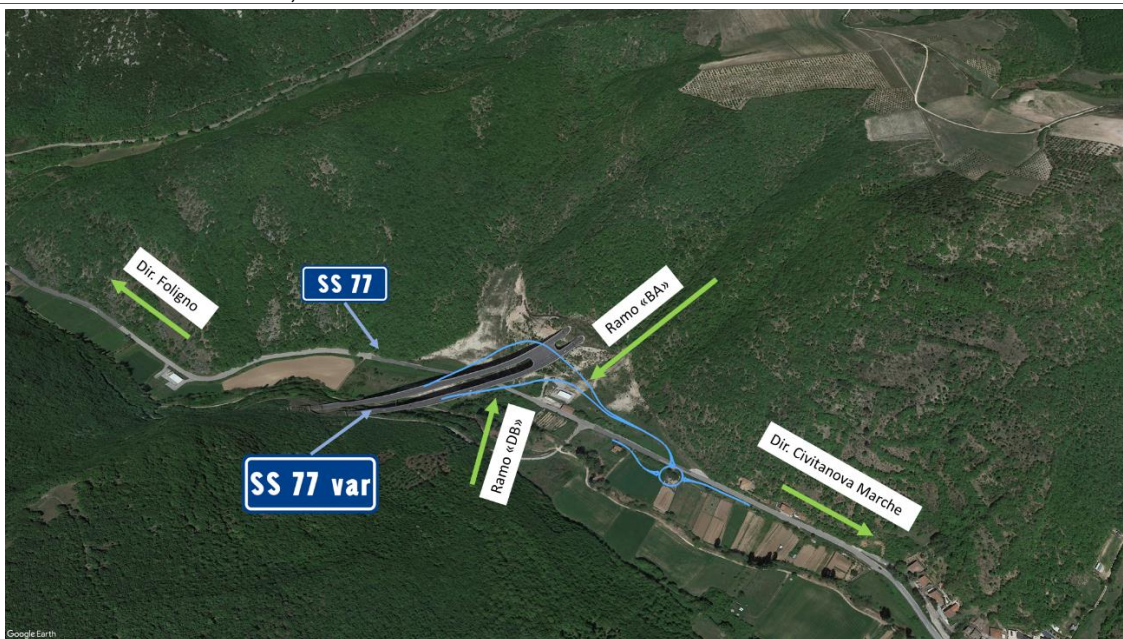 Dir. Foligno
SS 77
Ramo «BA»
SS 77 var
Ramo «DB»
Dir. Civitanova Marche
Google Earth